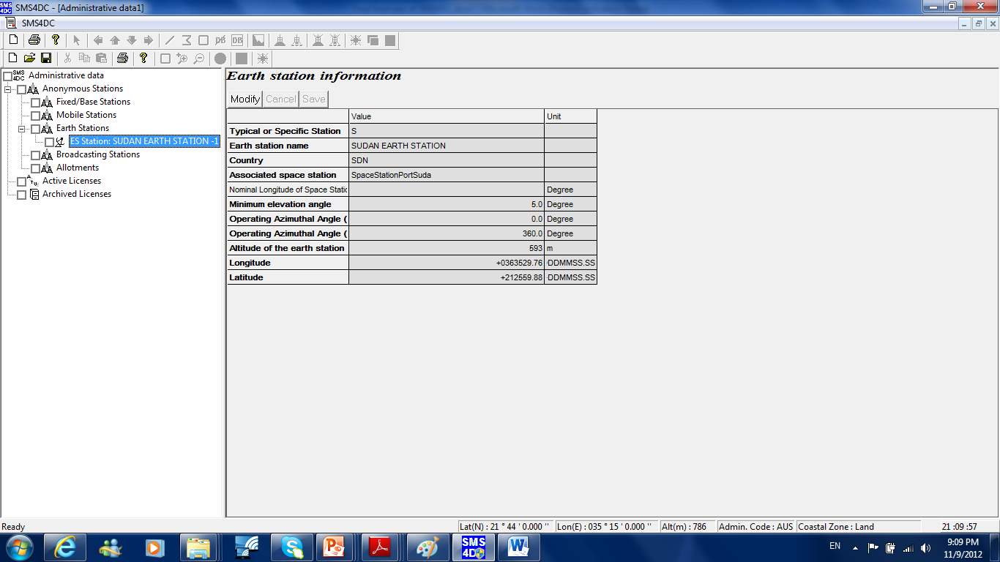 SMS4DC - [Administrative data1]
SMS4DC
Administrative data
Anonymous Stations
Fixed/Base Stations
Mobile Stations
Earth Stations
ES Station: SUDAN EARTH STATION -1
Broadcasting Stations
Allotments
Active Licenses
Archived Licenses
Earth station information
Modify Cancel Save
Value Unit
Typical or Specific Station S
Earth station name SUDAN EARTH STATION
Country SDN
Associated space station SpaceStationPortSuda
Nominal Longitude of Space Static Degree
Minimum elevation angle 5.0 Degree
Operating Azimuthal Angle ( 0.0 Degree
Operating Azimuthal Angle ( 360.0 Degree
Altitude of the earth station 593 m
Longitude +0363529.76 DDMMSS.SS
Latitude +212559.88 DDMMSS.SS
Ready Lat(N) : 21 ° 44 ' 0.000 '' Lon(E) : 035 ° 15 ' 0.000 '' Alt(m) : 786 Admin. Code : AUS Coastal Zone : Land 21 :09 :57
EN 9:09 PM
11/9/2012